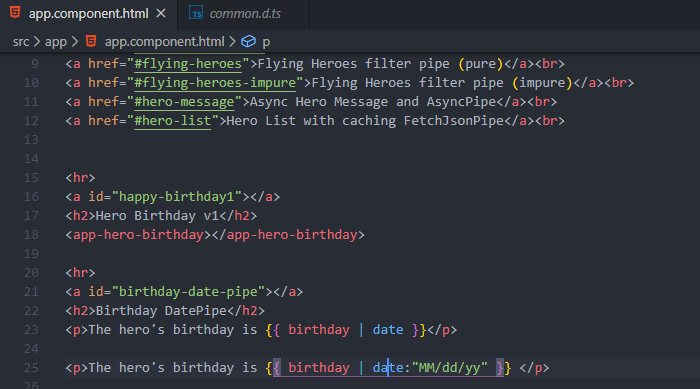 app.component.html × TS common.d.ts
src > app > app.component.html > p
9 <a href="#flying-heroes">Flying Heroes filter pipe (pure)</a><br>
10 <a href="#flying-heroes-impure">Flying Heroes filter pipe (impure)</a><br>
11 <a href="#hero-message">Async Hero Message and AsyncPipe</a><br>
12 <a href="#hero-list">Hero List with caching FetchJsonPipe</a><br>
13
14
15 <hr>
16 <a id="happy-birthday1"></a>
17 <h2>Hero Birthday v1</h2>
18 <app-hero-birthday></app-hero-birthday>
19
20 <hr>
21 <a id="birthday-date-pipe"></a>
22 <h2>Birthday DatePipe</h2>
23 <p>The hero's birthday is {{ birthday | date }}</p>
24
25 <p>The hero's birthday is {{ birthday | date:"MM/dd/yy" }} </p>
26